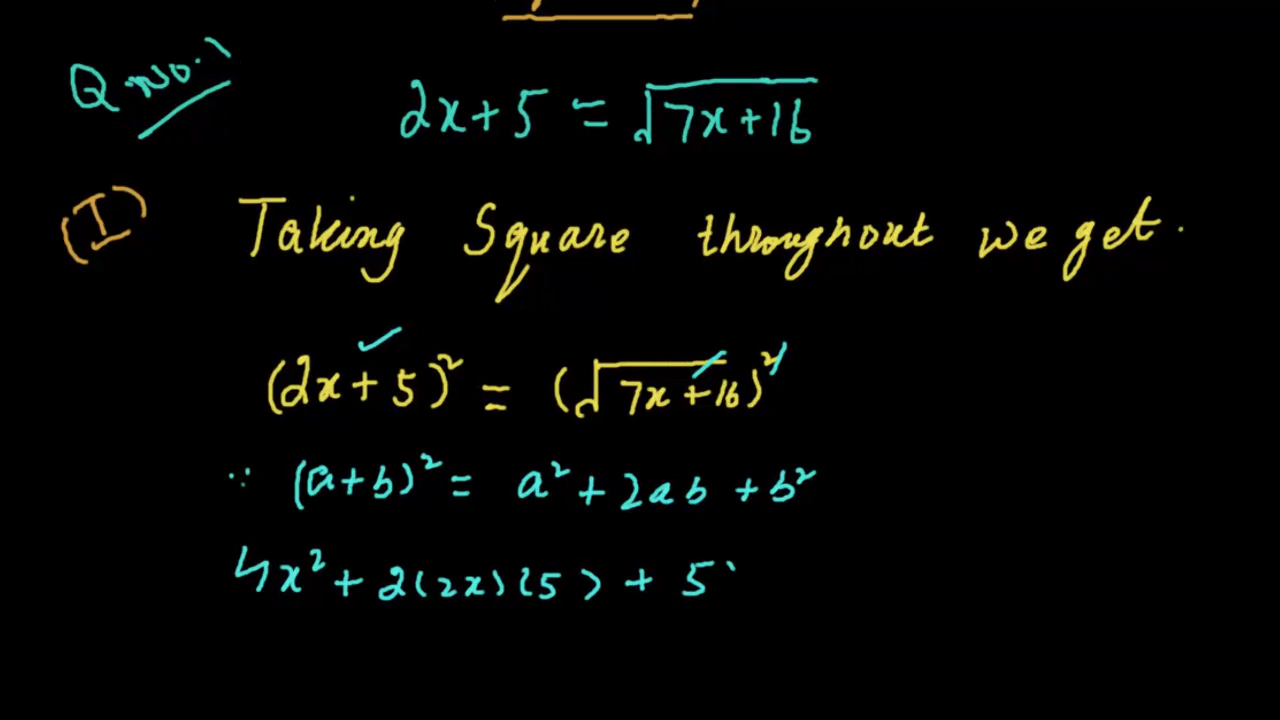 Q.No.1
2x+5 = √7x+16
(I) Taking Square throughout we get.
(2x+5)² = (√7x+16)²
∵ (a+b)² = a² + 2ab + b²
4x² + 2(2x)(5) + 5